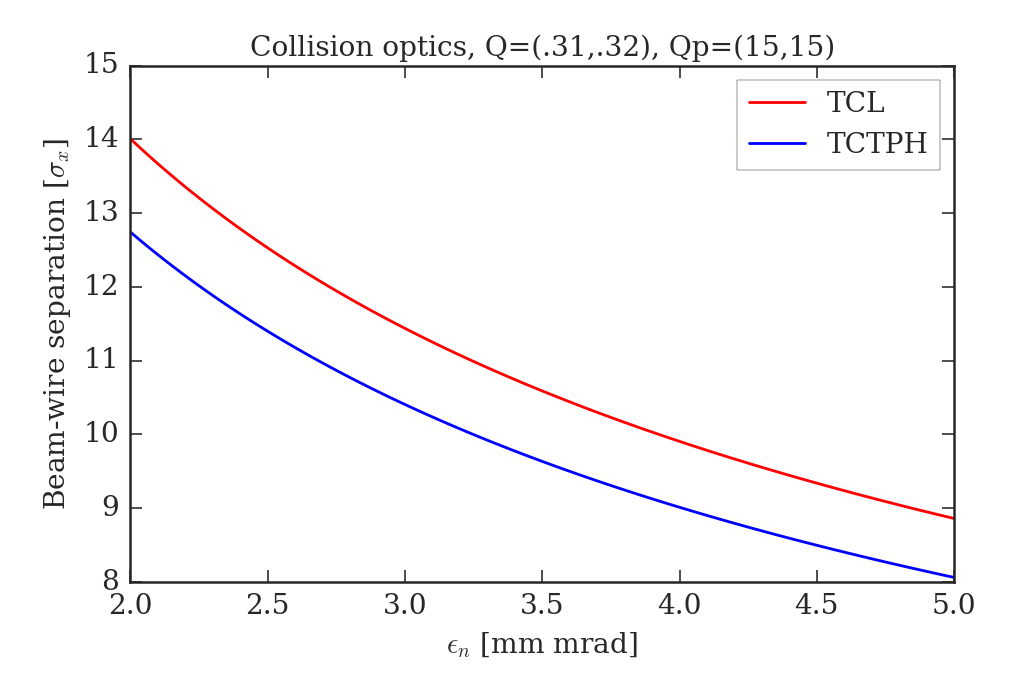 Collision optics, Q=(.31,.32), Qp=(15,15)
15
14
13
12
11
10
9
8
Beam-wire separation [σₓ]
TCL
TCTPH
2.0 2.5 3.0 3.5 4.0 4.5 5.0
ϵₙ [mm mrad]